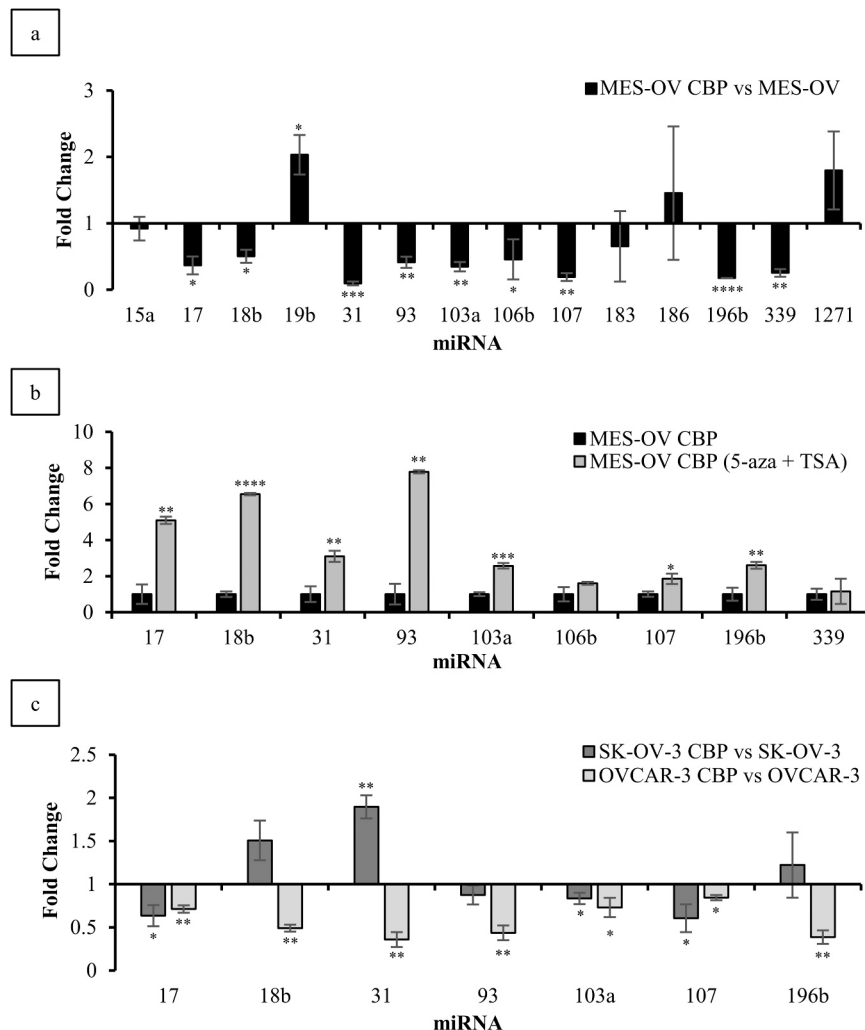 a
MES-OV CBP vs MES-OV
Fold Change
3
2
1
0
*
*
*
***
**
**
*
**
****
**
15a 17 18b 19b 31 93 103a 106b 107 183 186 196b 339 1271
miRNA
b
MES-OV CBP
MES-OV CBP (5-aza + TSA)
Fold Change
10
8
6
4
2
0
**
****
**
**
***
*
**
17 18b 31 93 103a 106b 107 196b 339
miRNA
c
SK-OV-3 CBP vs SK-OV-3
OVCAR-3 CBP vs OVCAR-3
Fold Change
2.5
2
1.5
1
0.5
0
*
**
**
**
**
**
*
*
*
*
**
17 18b 31 93 103a 107 196b
miRNA